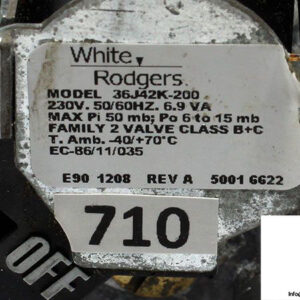 White
Rodgers
MODEL 36J42K-200
230V. 50/60HZ. 6.9 VA
MAX Pi 50 mb; Po 6 to 15 mb
FAMILY 2 VALVE CLASS B+C
T. Amb. -40/+70°C
EC-86/11/035
E90 1208 REV A 5001 6622
710
OFF